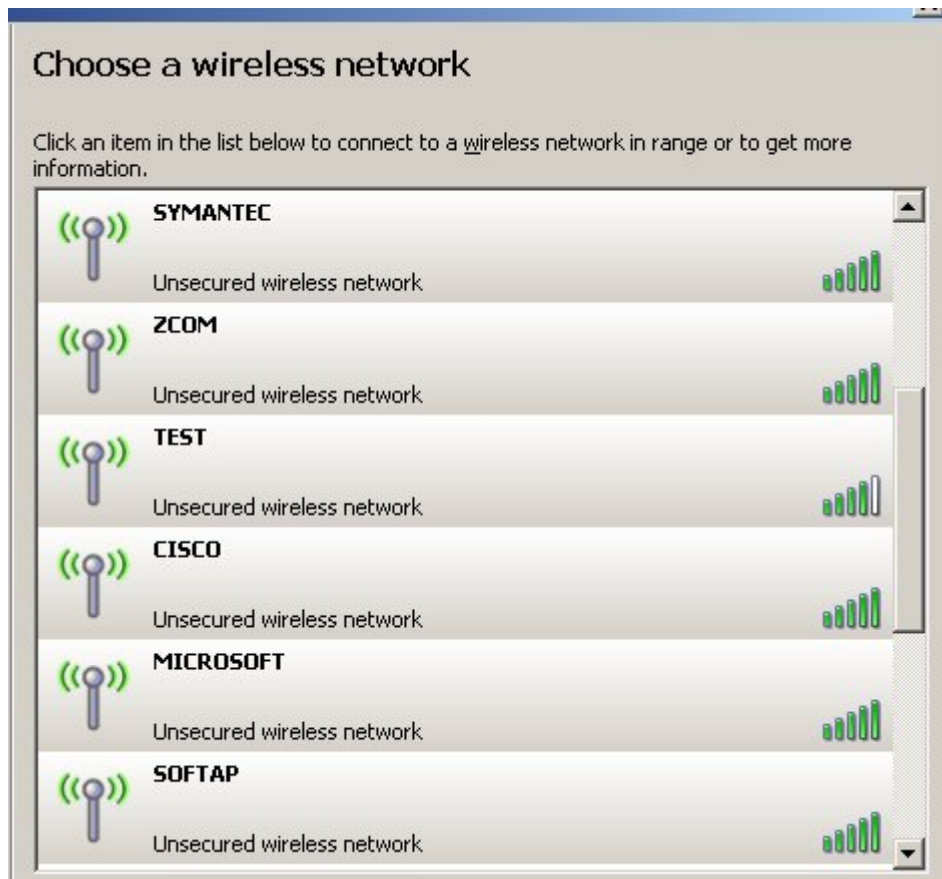 Choose a wireless network
Click an item in the list below to connect to a wireless network in range or to get more
information.
SYMANTEC
Unsecured wireless network
ZCOM
Unsecured wireless network
TEST
Unsecured wireless network
CISCO
Unsecured wireless network
MICROSOFT
Unsecured wireless network
SOFTAP
Unsecured wireless network